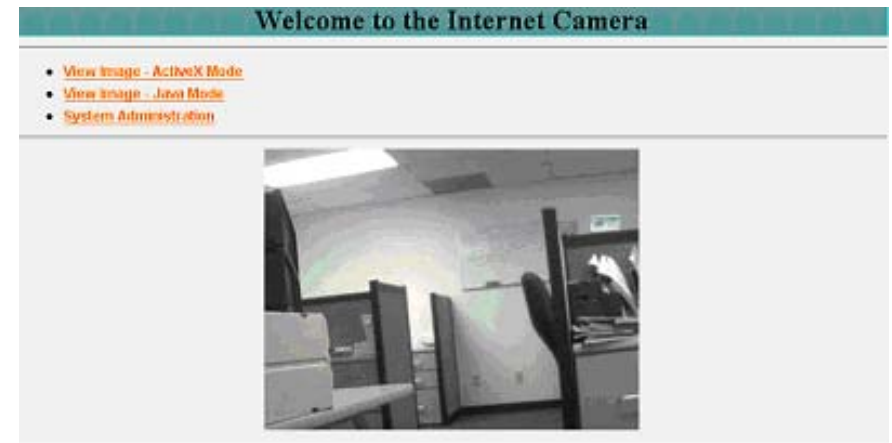 Welcome to the Internet Camera
View Image - ActiveX Mode
View Image - Java Mode
System Administration